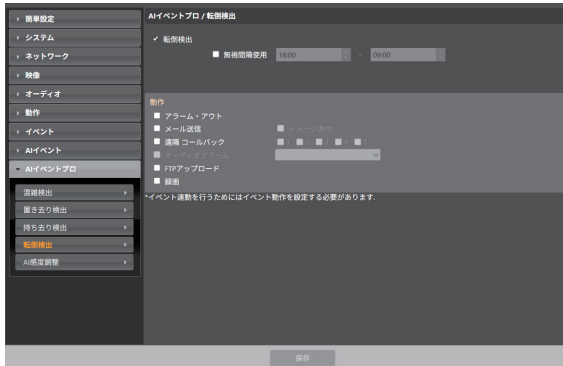 簡単設定
システム
ネットワーク
映像
オーディオ
動作
イベント
AIイベント
AIイベントプロ
混雑検出
置き去り検出
持ち去り検出
転倒検出
AI感度調整
AIイベントプロ / 転倒検出
転倒検出
無視間隔使用 18:00 ~ 09:00
動作
アラーム・アウト
メール送信 イメージ添付
遠隔 コールバック 1 2 3 4 5
オーディオアラーム
FTPアップロード
録画
*イベント連動を行うためにはイベント動作を設定する必要があります.
保存